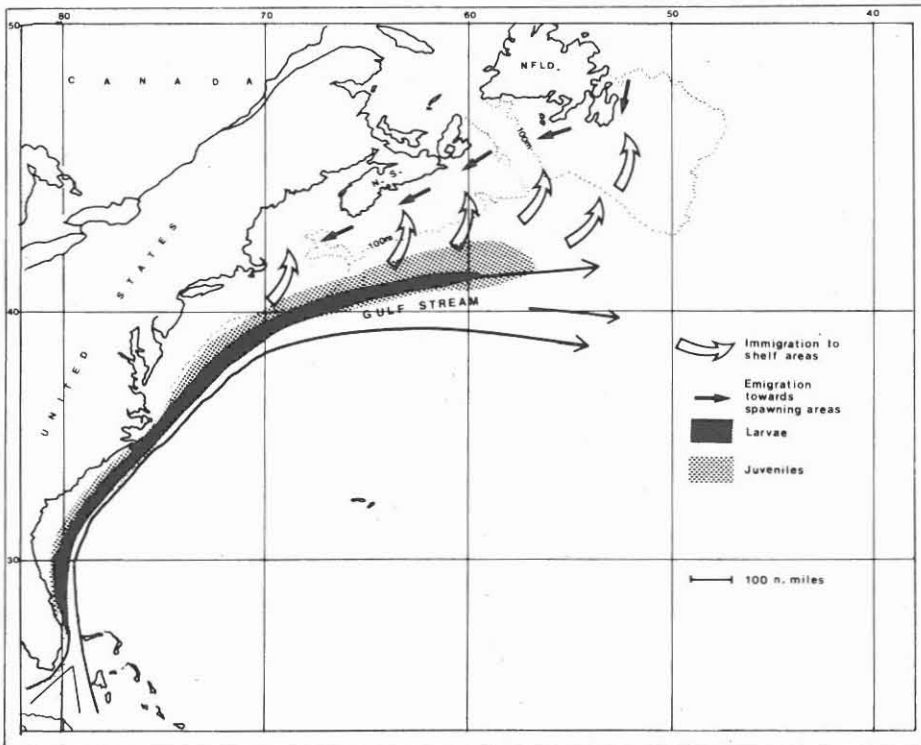 80 70 60 50 40
50
C A N A D A
NFLD.
100m
N. S.
100m
UNITED STATES
GULF STREAM
40
Immigration to
shelf areas
Emigration
towards
spawning areas
Larvae
Juveniles
30
100 n. miles